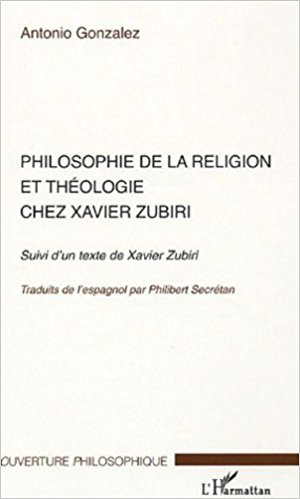 Antonio Gonzalez
PHILOSOPHIE DE LA RELIGION
ET THÉOLOGIE
CHEZ XAVIER ZUBIRI
Suivi d'un texte de Xavier Zubiri
Traduits de l'espagnol par Philibert Secrétan
OUVERTURE PHILOSOPHIQUE
L'Harmattan